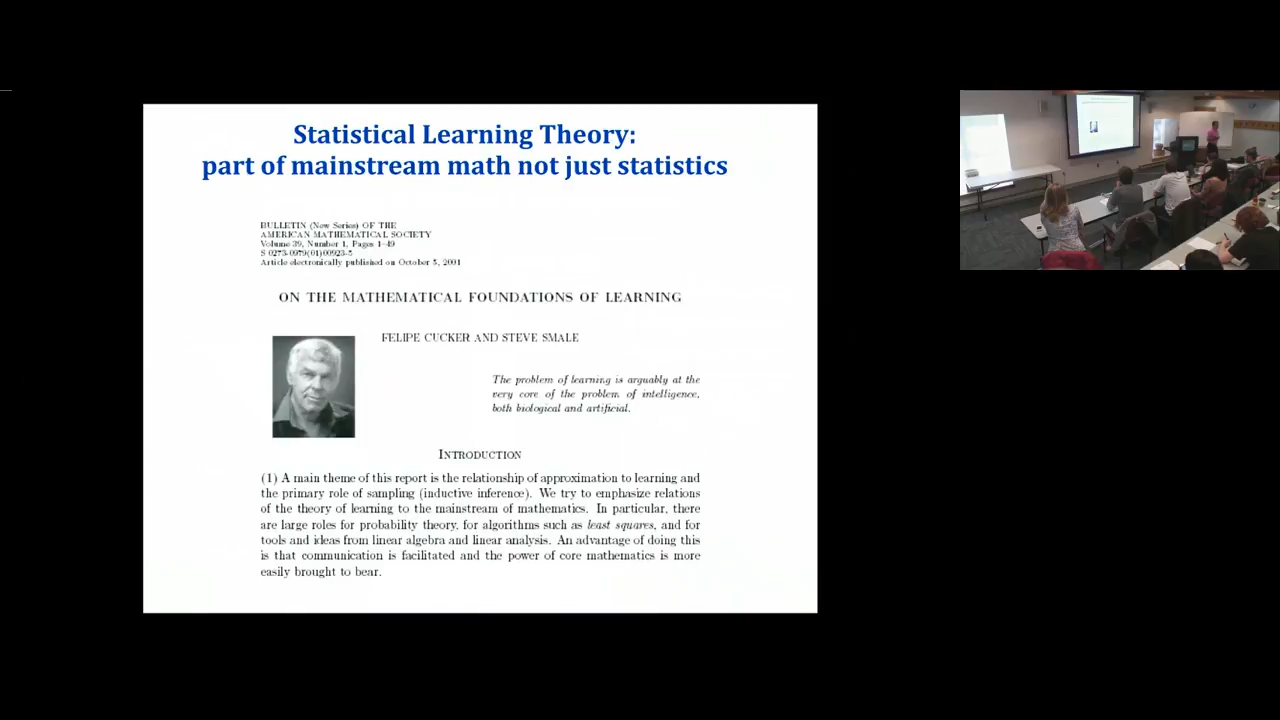 Statistical Learning Theory:
part of mainstream math not just statistics
BULLETIN (New Series) OF THE
AMERICAN MATHEMATICAL SOCIETY
Volume 39, Number 1, Pages 1–49
S 0273-0979(01)00923-5
Article electronically published on October 5, 2001
ON THE MATHEMATICAL FOUNDATIONS OF LEARNING
FELIPE CUCKER AND STEVE SMALE
The problem of learning is arguably at the
very core of the problem of intelligence,
both biological and artificial.
INTRODUCTION
(1) A main theme of this report is the relationship of approximation to learning and
the primary role of sampling (inductive inference). We try to emphasize relations
of the theory of learning to the mainstream of mathematics. In particular, there
are large roles for probability theory, for algorithms such as least squares, and for
tools and ideas from linear algebra and linear analysis. An advantage of doing this
is that communication is facilitated and the power of core mathematics is more
easily brought to bear.